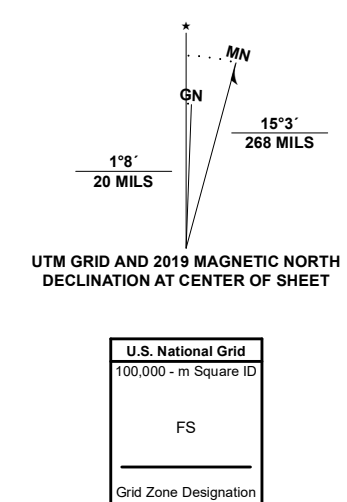 ★
MN
GN
15°3´
268 MILS
1°8´
20 MILS
UTM GRID AND 2019 MAGNETIC NORTH
DECLINATION AT CENTER OF SHEET
U.S. National Grid
100,000 - m Square ID
FS
Grid Zone Designation